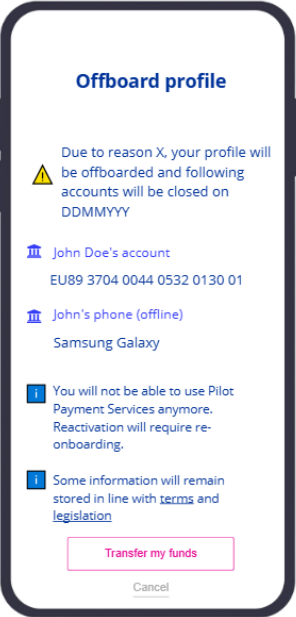 Offboard profile
Due to reason X, your profile will
be offboarded and following
accounts will be closed on
DDMMYYY
John Doe's account
EU89 3704 0044 0532 0130 01
John's phone (offline)
Samsung Galaxy
i
You will not be able to use Pilot
Payment Services anymore.
Reactivation will require re-
onboarding.
i
Some information will remain
stored in line with terms and
legislation
Transfer my funds
Cancel